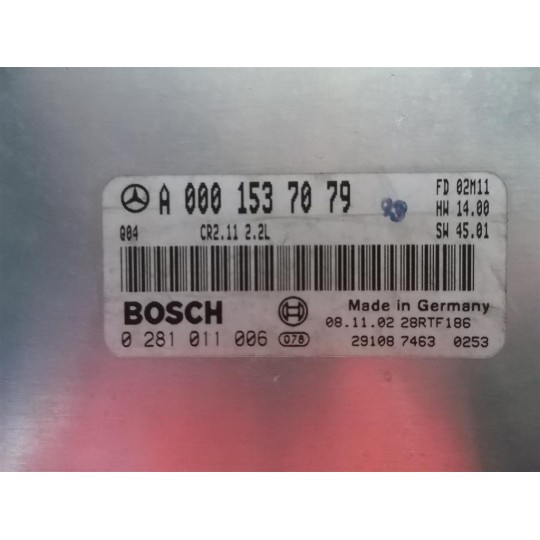 A 000 153 70 79
FD 02M11
HW 14.00
Q04 CR2.11 2.2L
SW 45.01
BOSCH
Made in Germany
08.11.02 28RTF186
0 281 011 006 Q78
29108 7463 0253